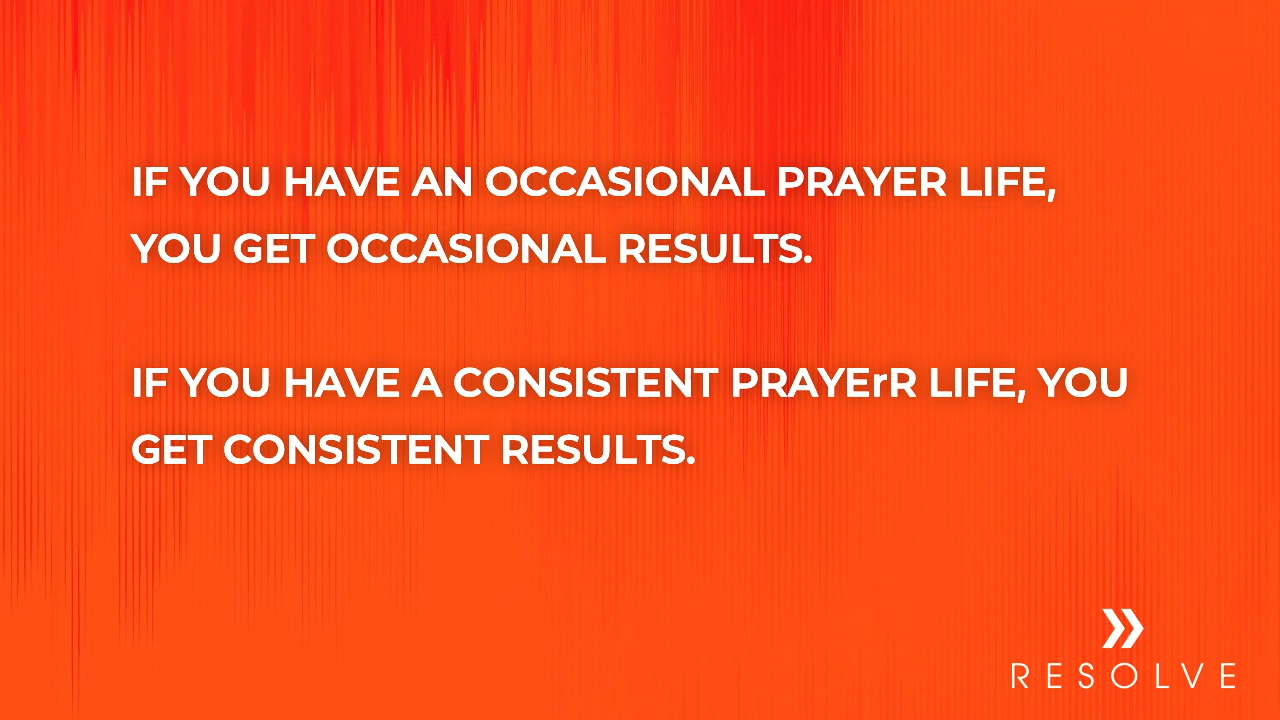 IF YOU HAVE AN OCCASIONAL PRAYER LIFE,
YOU GET OCCASIONAL RESULTS.
IF YOU HAVE A CONSISTENT PRAYErR LIFE, YOU
GET CONSISTENT RESULTS.
RESOLVE